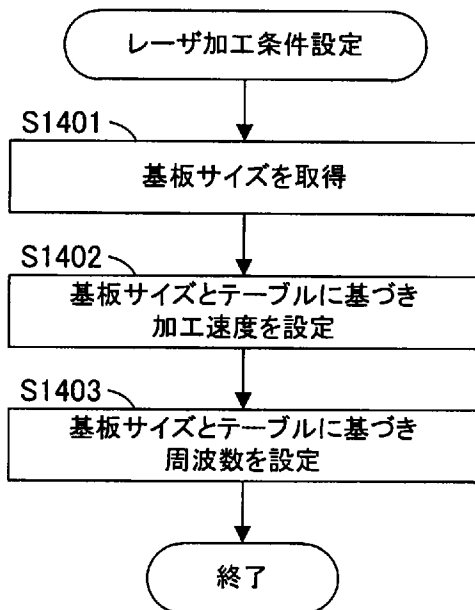 レーザ加工条件設定
S1401
基板サイズを取得
S1402
基板サイズとテーブルに基づき
加工速度を設定
S1403
基板サイズとテーブルに基づき
周波数を設定
終了